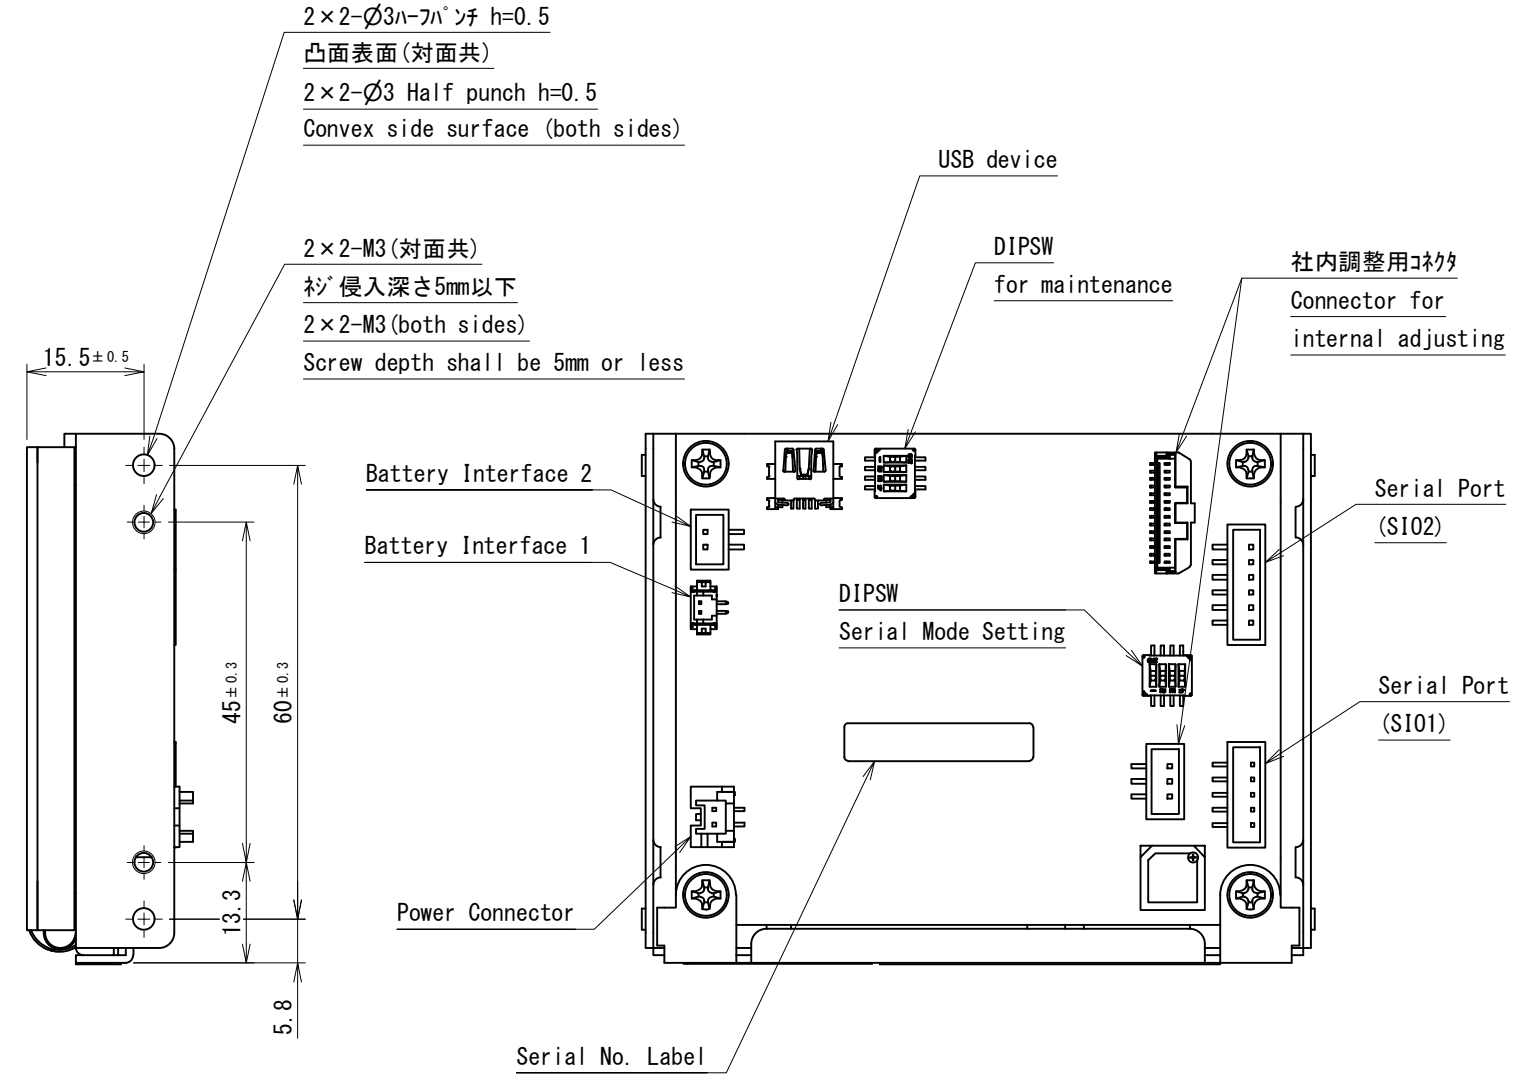 2×2-Ø3ﾊｰﾌﾊﾟﾝﾁ h=0.5
凸面表面(対面共)
2×2-Ø3 Half punch h=0.5
Convex side surface (both sides)
2×2-M3(対面共)
ﾈｼﾞ侵入深さ5mm以下
2×2-M3(both sides)
Screw depth shall be 5mm or less
15.5±0.5
45±0.3
60±0.3
13.3
5.8
USB device
DIPSW
for maintenance
社内調整用ｺﾈｸﾀ
Connector for
internal adjusting
Battery Interface 2
Battery Interface 1
Serial Port
(SIO2)
DIPSW
Serial Mode Setting
Serial Port
(SIO1)
Power Connector
Serial No. Label